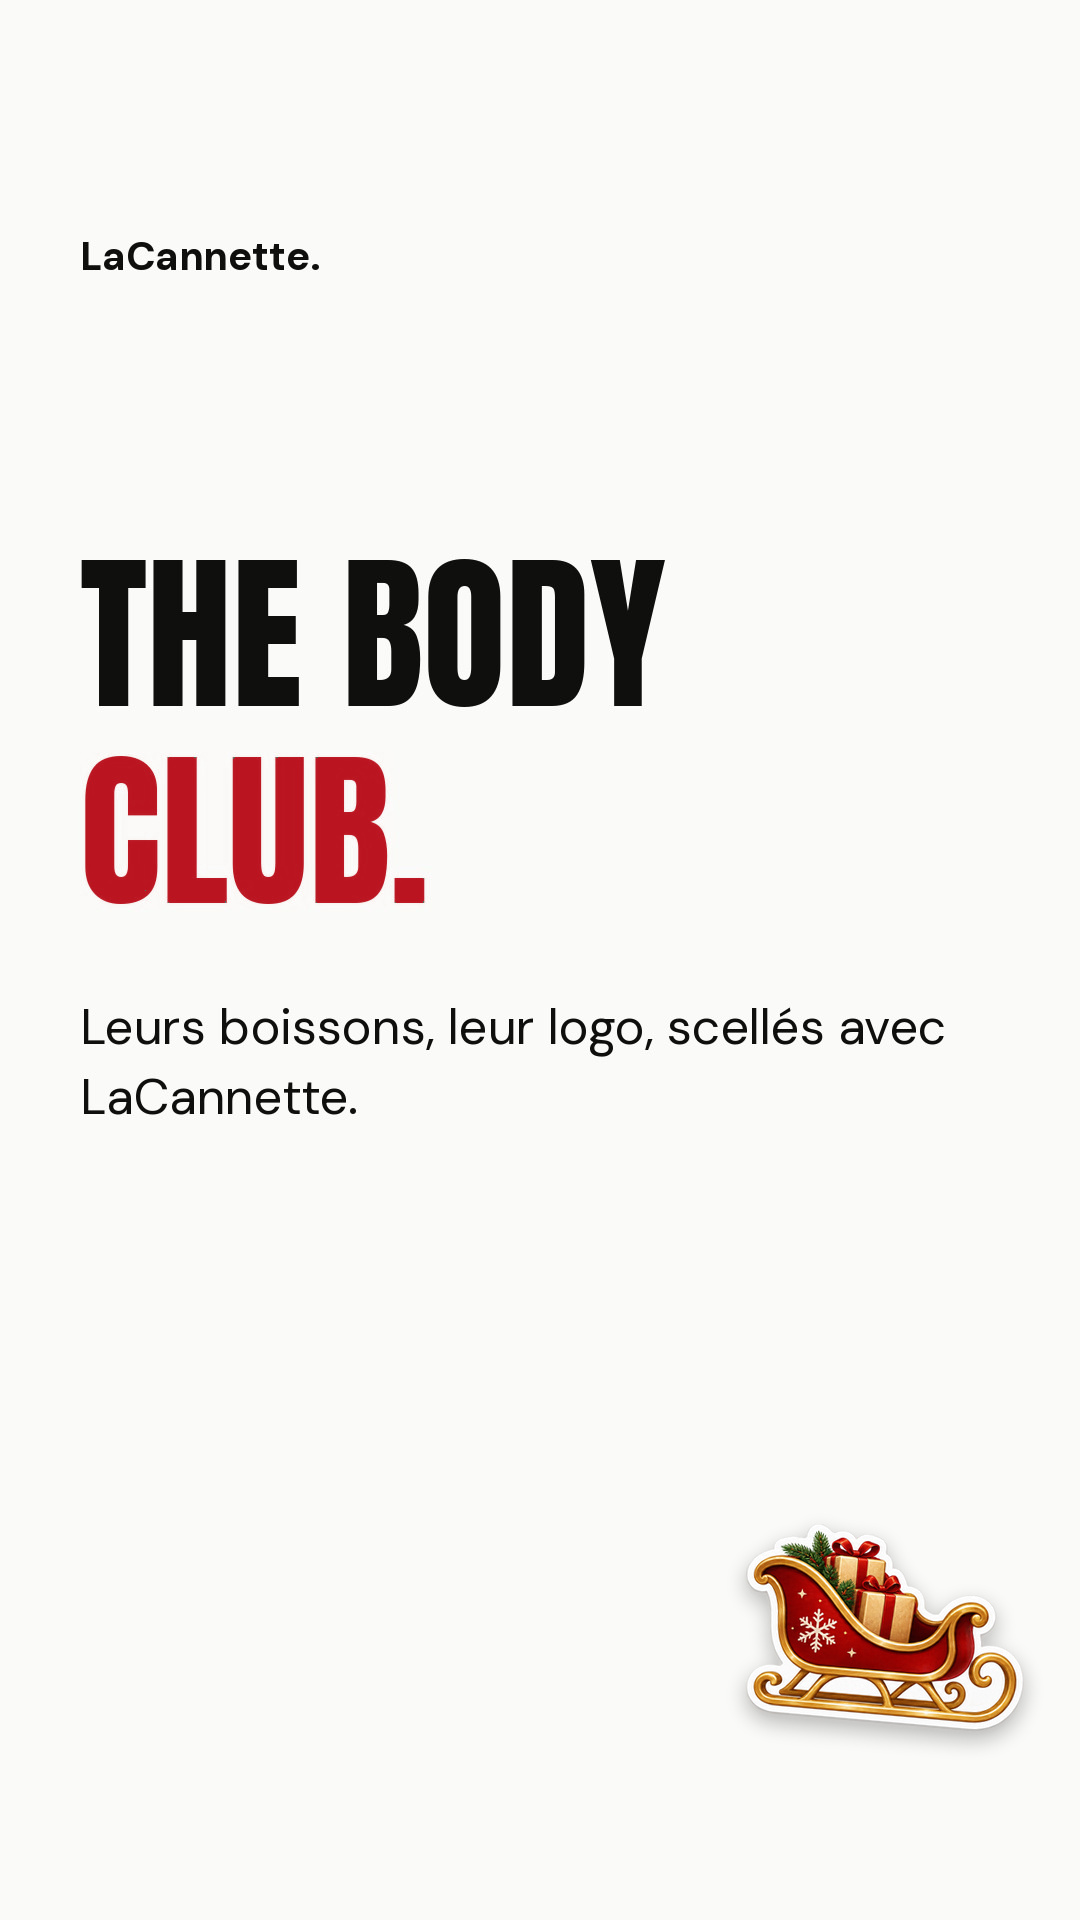 LaCannette.
THE BODY
CLUB.
Leurs boissons, leur logo, scellés avec
LaCannette.